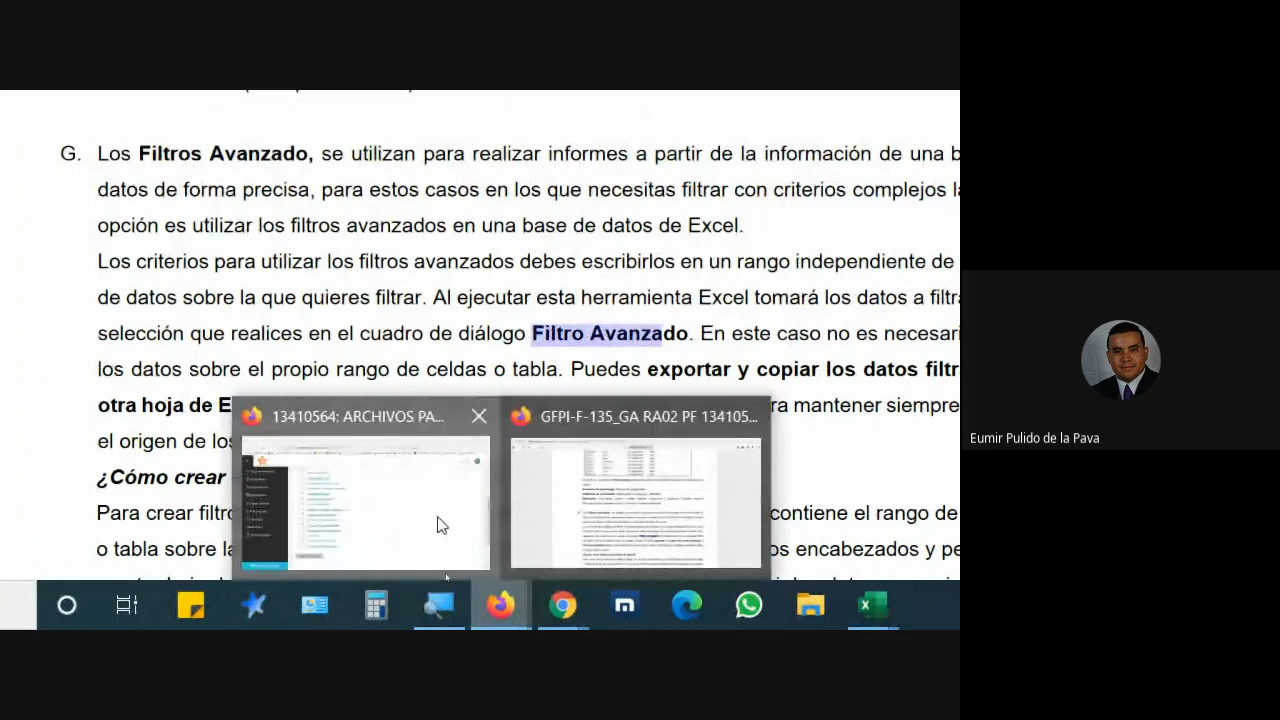 G. Los Filtros Avanzado, se utilizan para realizar informes a partir de la información de una b
datos de forma precisa, para estos casos en los que necesitas filtrar con criterios complejos la
opción es utilizar los filtros avanzados en una base de datos de Excel.
Los criterios para utilizar los filtros avanzados debes escribirlos en un rango independiente de
de datos sobre la que quieres filtrar. Al ejecutar esta herramienta Excel tomará los datos a filtra
selección que realices en el cuadro de diálogo Filtro Avanzado. En este caso no es necesari
los datos sobre el propio rango de celdas o tabla. Puedes exportar y copiar los datos filtr
otra hoja de E ra mantener siempre
el origen de los
¿Cómo crear
Para crear filtro contiene el rango de
o tabla sobre la os encabezados y pe
13410564: ARCHIVOS PA...
GFPI-F-135_GA RA02 PF 134105...
Eumir Pulido de la Pava